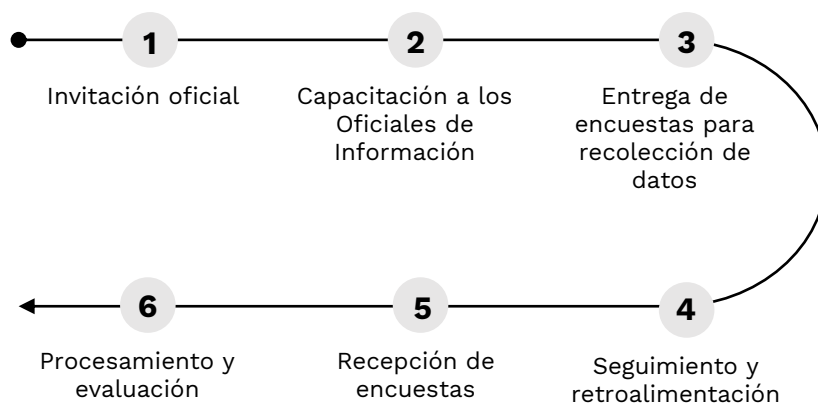 1
Invitación oficial
2
Capacitación a los
Oficiales de
Información
3
Entrega de
encuestas para
recolección de
datos
4
Seguimiento y
retroalimentación
5
Recepción de
encuestas
6
Procesamiento y
evaluación